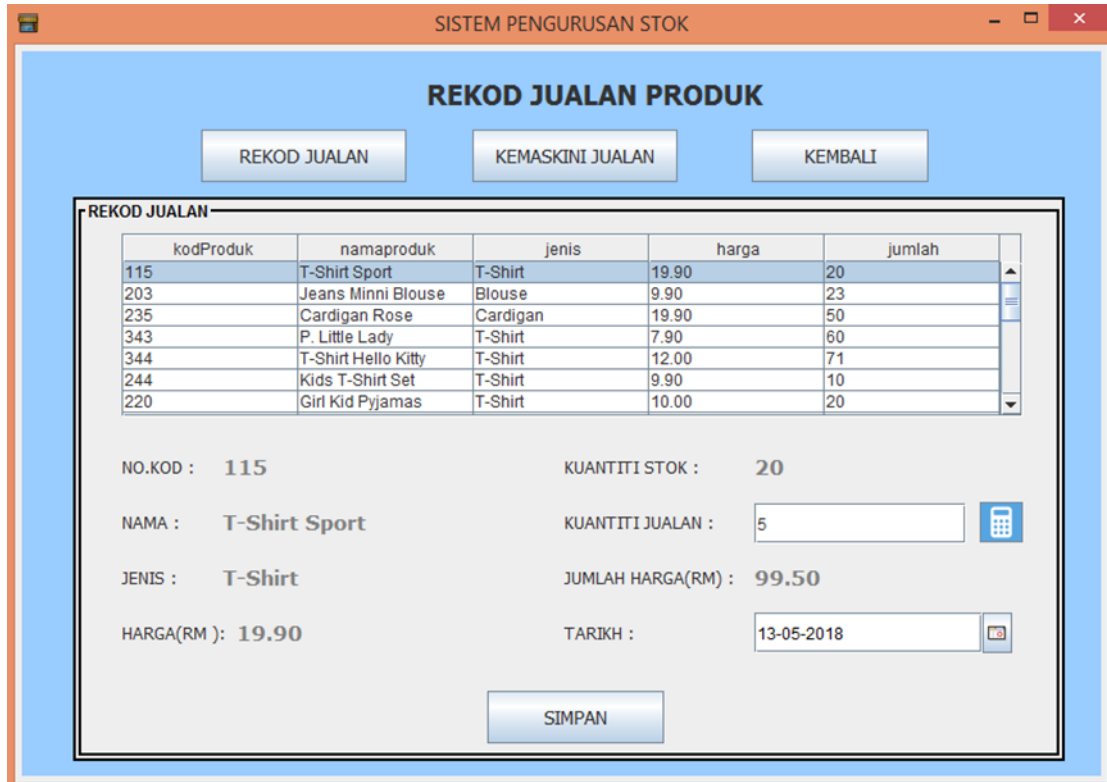 SISTEM PENGURUSAN STOK
REKOD JUALAN PRODUK
REKOD JUALAN KEMASKINI JUALAN KEMBALI
REKOD JUALAN
kodProduk namaproduk jenis harga jumlah
115 T-Shirt Sport T-Shirt 19.90 20
203 Jeans Minni Blouse Blouse 9.90 23
235 Cardigan Rose Cardigan 19.90 50
343 P. Little Lady T-Shirt 7.90 60
344 T-Shirt Hello Kitty T-Shirt 12.00 71
244 Kids T-Shirt Set T-Shirt 9.90 10
220 Girl Kid Pyjamas T-Shirt 10.00 20
NO.KOD : 115 KUANTITI STOK : 20
NAMA : T-Shirt Sport KUANTITI JUALAN : 5
JENIS : T-Shirt JUMLAH HARGA(RM) : 99.50
HARGA(RM ): 19.90 TARIKH : 13-05-2018
SIMPAN